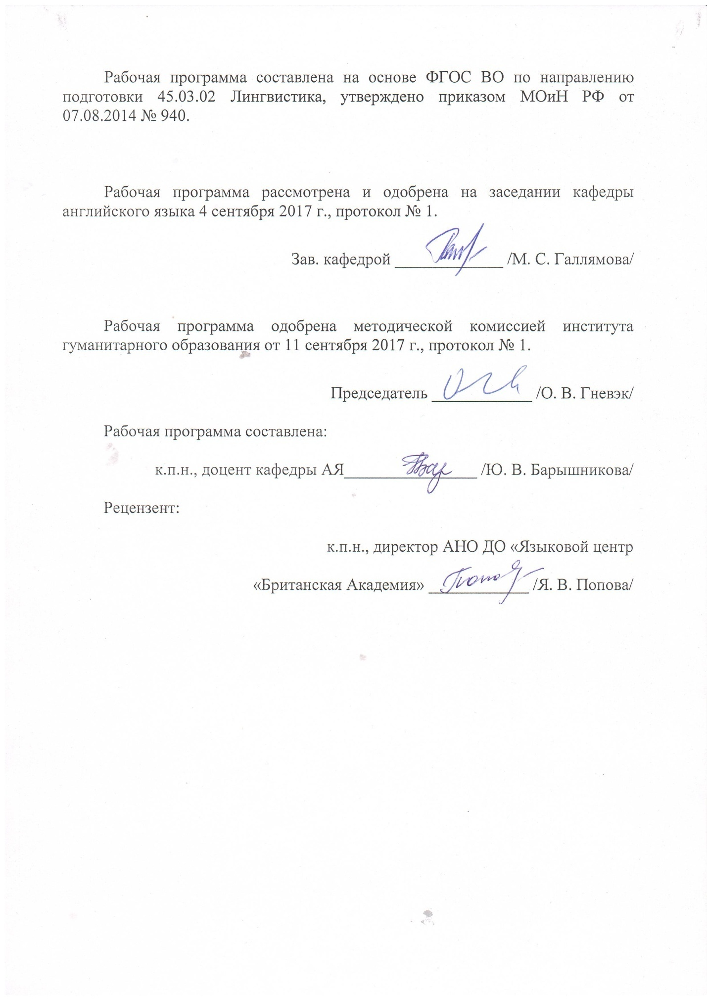 Рабочая программа составлена на основе ФГОС ВО по направлению
подготовки 45.03.02 Лингвистика, утверждено приказом МОиН РФ от
07.08.2014 № 940.
Рабочая программа рассмотрена и одобрена на заседании кафедры
английского языка 4 сентября 2017 г., протокол № 1.
Зав. кафедрой _____________ /М. С. Галлямова/
Рабочая программа одобрена методической комиссией института
гуманитарного образования от 11 сентября 2017 г., протокол № 1.
Председатель ____________ /О. В. Гневэк/
Рабочая программа составлена:
к.п.н., доцент кафедры АЯ________________ /Ю. В. Барышникова/
Рецензент:
к.п.н., директор АНО ДО «Языковой центр
«Британская Академия» ____________ /Я. В. Попова/